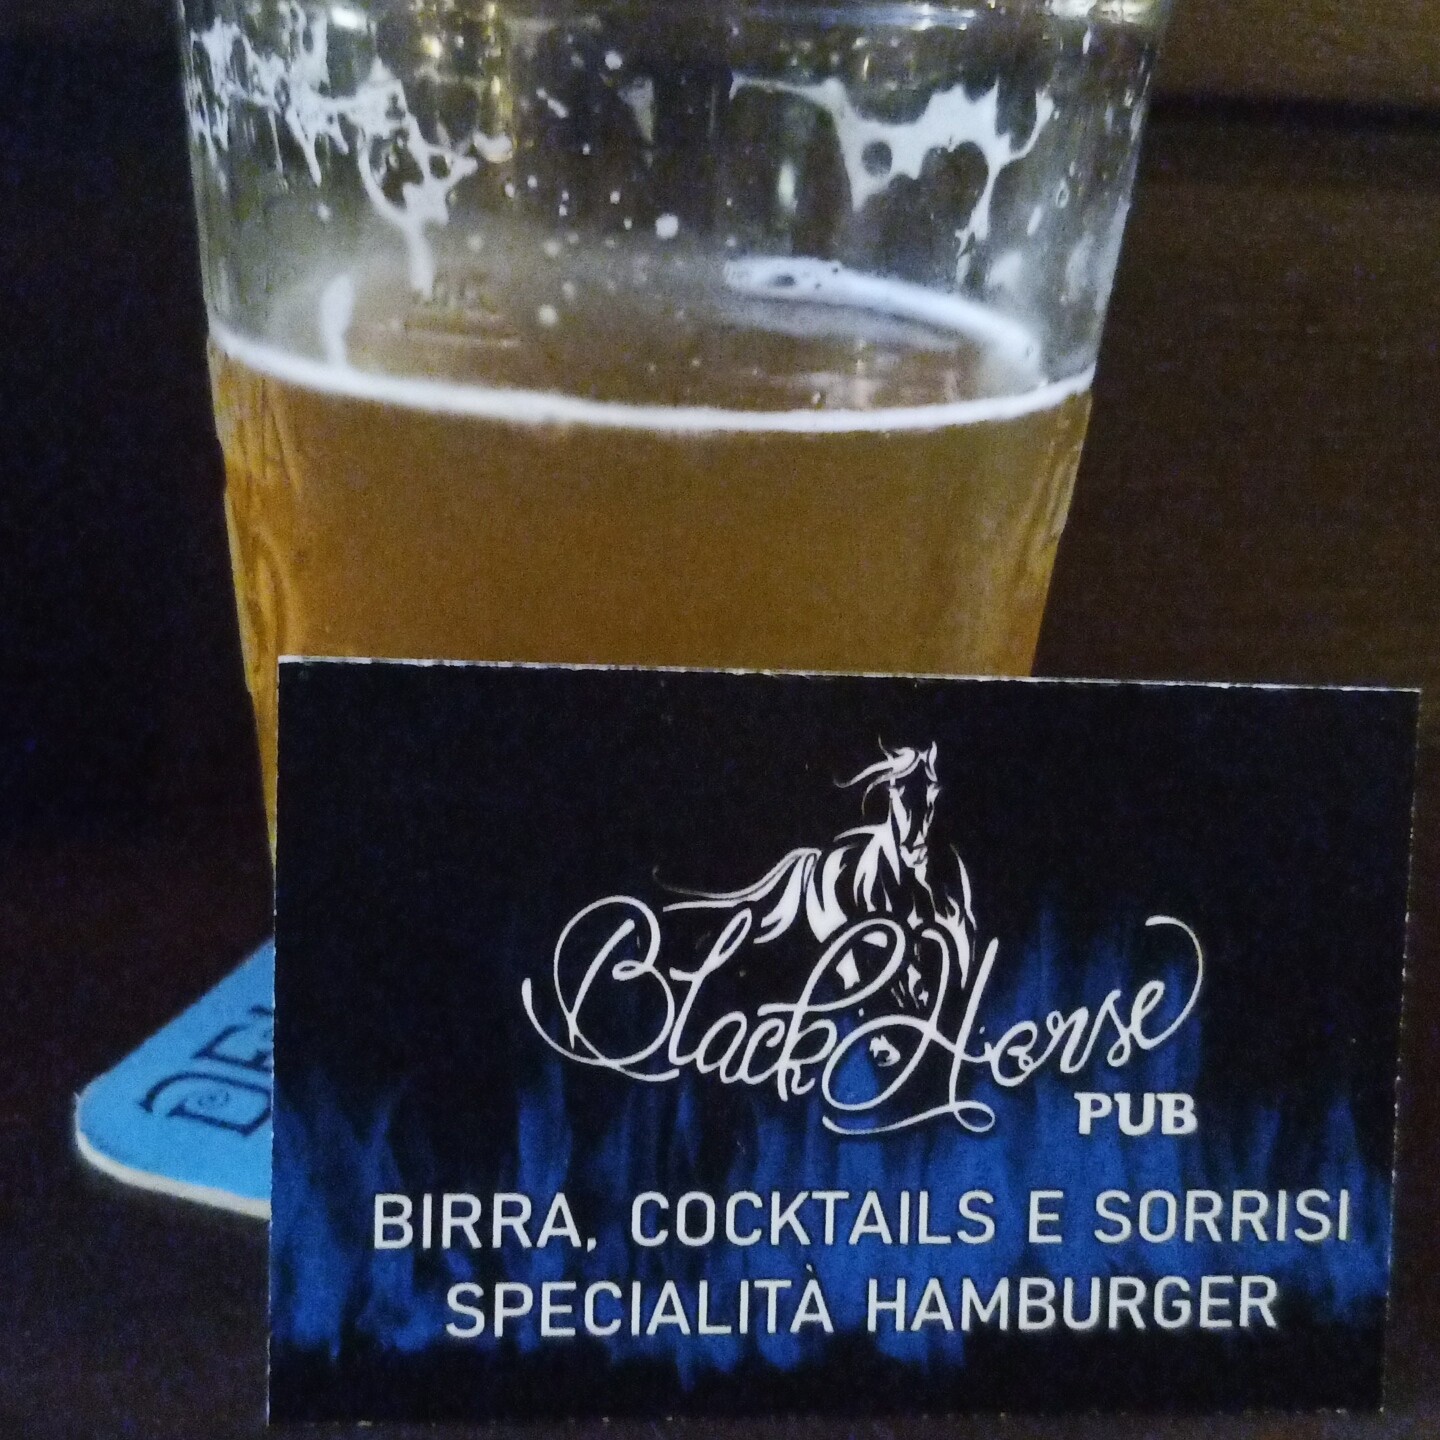 Black Horse
PUB
BIRRA, COCKTAILS E SORRISI
SPECIALITÀ HAMBURGER